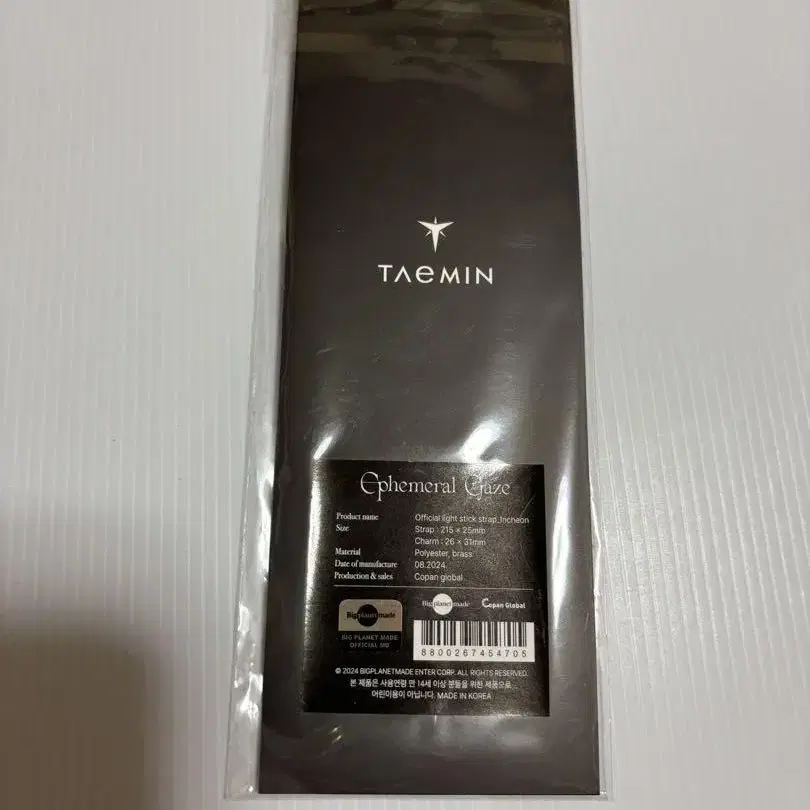 TAEMIN
Ephemeral Gaze
Product name Official light stick strap_Incheon
Size Strap : 215 × 25mm
Charm : 26 × 31mm
Material Polyester, brass
Date of manufacture 08.2024
Production & sales Copan global
Bigplanetmade
BIG PLANET MADE
OFFICIAL MD
Bigplanetmade Copan Global
8800267454705
© 2024 BIGPLANETMADE ENTER CORP. ALL RIGHTS RESERVED.
본 제품은 사용연령 만 14세 이상 분들을 위한 제품으로
어린이용이 아닙니다. MADE IN KOREA